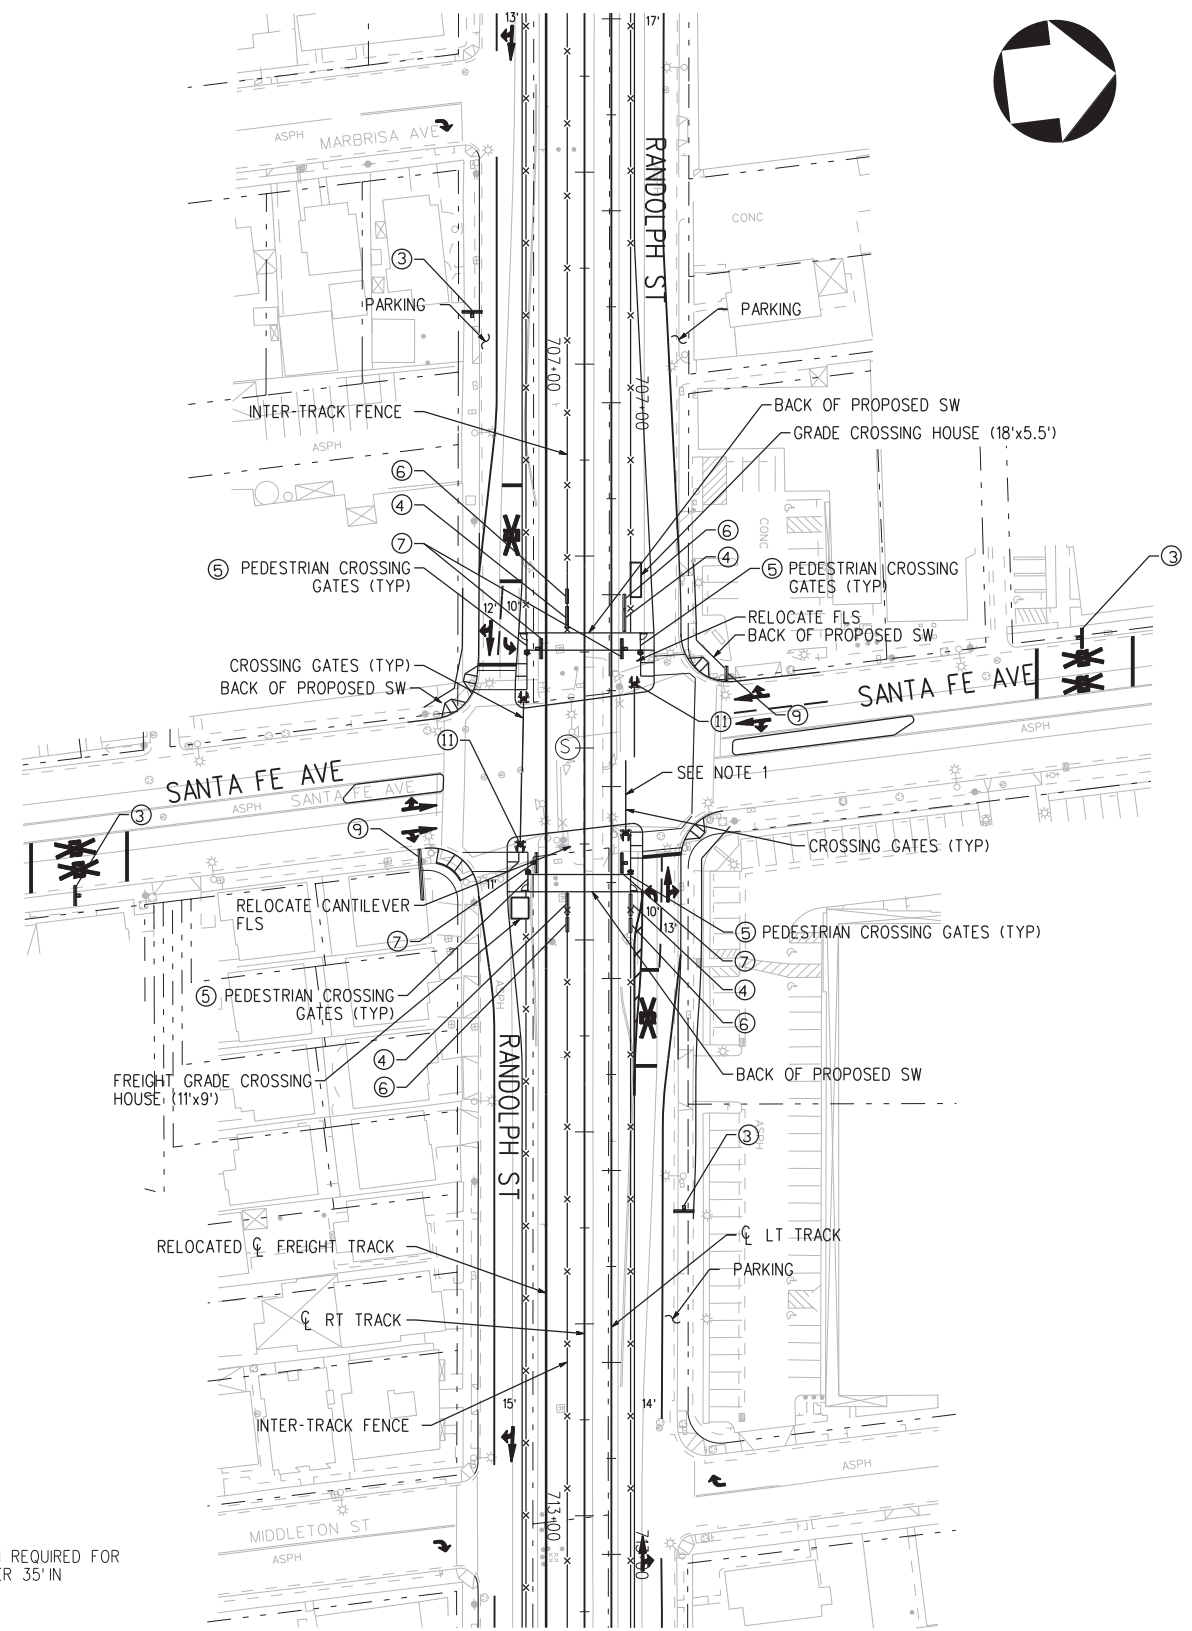 13'
17'
ASPH
MARBRISA AVE
RANDOLPH ST
CONC
3
PARKING
PARKING
707+00
707+00
INTER-TRACK FENCE
BACK OF PROPOSED SW
GRADE CROSSING HOUSE (18'x5.5')
ASPH
6
4
7
CONC
6
4
3
5 PEDESTRIAN CROSSING
GATES (TYP)
5 PEDESTRIAN CROSSING
GATES (TYP)
12'
10'
RELOCATE FLS
BACK OF PROPOSED SW
CROSSING GATES (TYP)
BACK OF PROPOSED SW
SANTA FE AVE
11
9
ASPH
11
S
SEE NOTE 1
SANTA FE AVE
SANTA FE AVE
ASPH
3
9
CROSSING GATES (TYP)
11'
RELOCATE CANTILEVER
FLS
10'
13'
5 PEDESTRIAN CROSSING GATES (TYP)
7
7
4
6
5 PEDESTRIAN CROSSING
GATES (TYP)
ASPH
RANDOLPH ST
4
6
FREIGHT GRADE CROSSING
HOUSE (11'x9')
BACK OF PROPOSED SW
3
ASPH
RELOCATED CL FREIGHT TRACK
CL LT TRACK
PARKING
CL RT TRACK
15'
14'
INTER-TRACK FENCE
ASPH
713+00
MIDDLETON ST
ASPH
REQUIRED FOR
35' IN